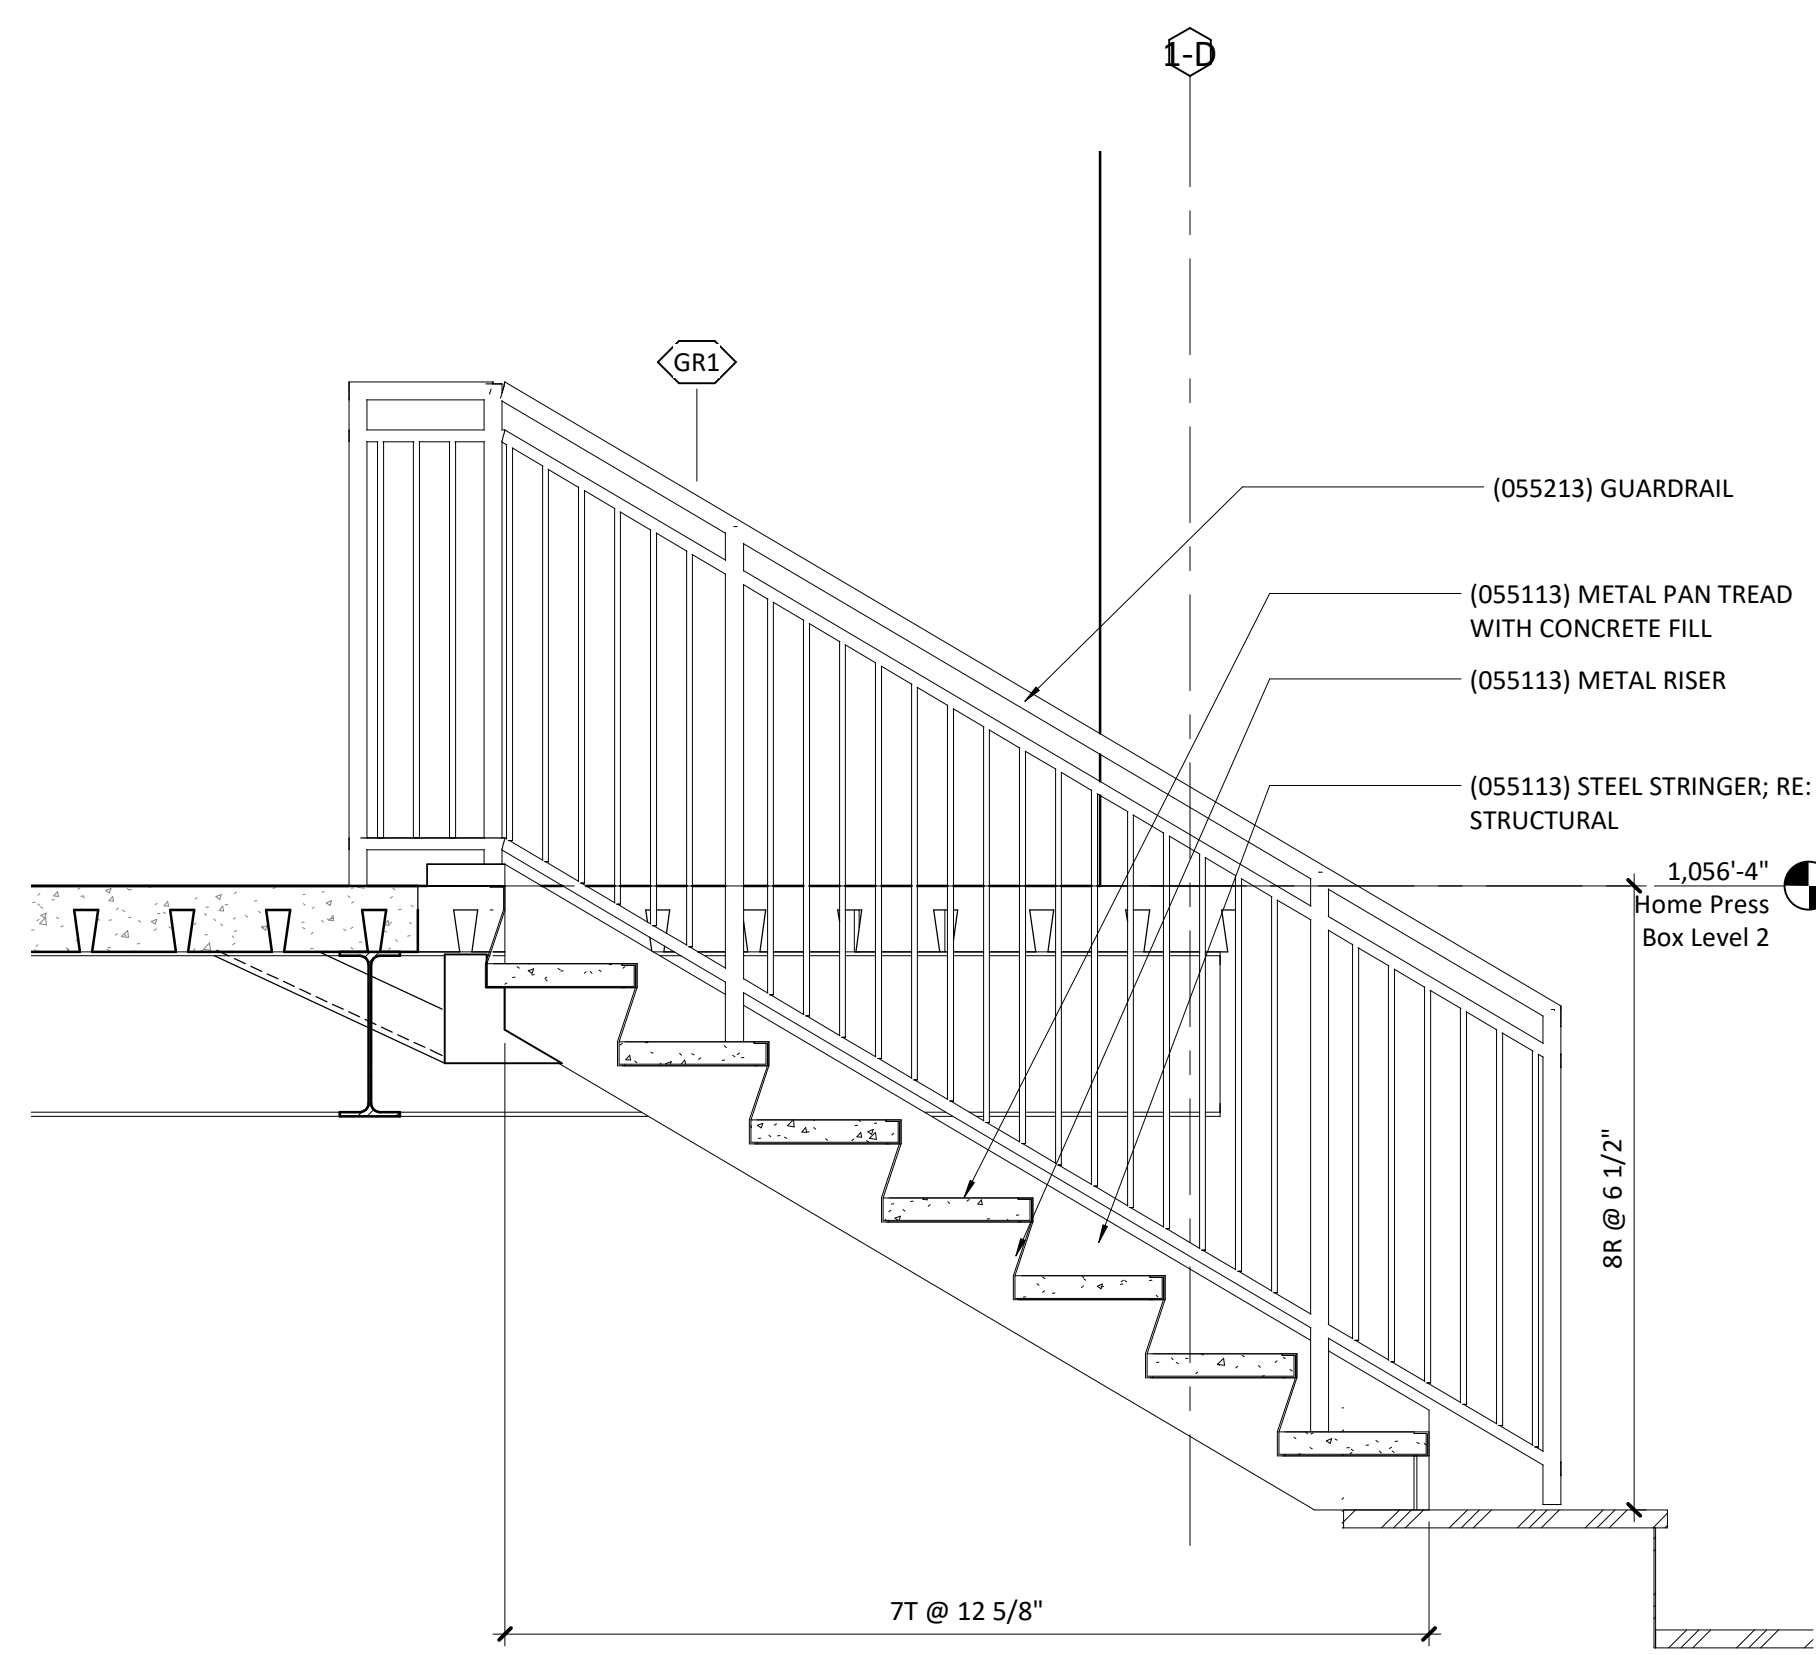 1-D
GR1
(055213) GUARDRAIL
(055113) METAL PAN TREAD
WITH CONCRETE FILL
(055113) METAL RISER
(055113) STEEL STRINGER; RE:
STRUCTURAL
1,056'-4"
Home Press
Box Level 2
8R @ 6 1/2"
7T @ 12 5/8"